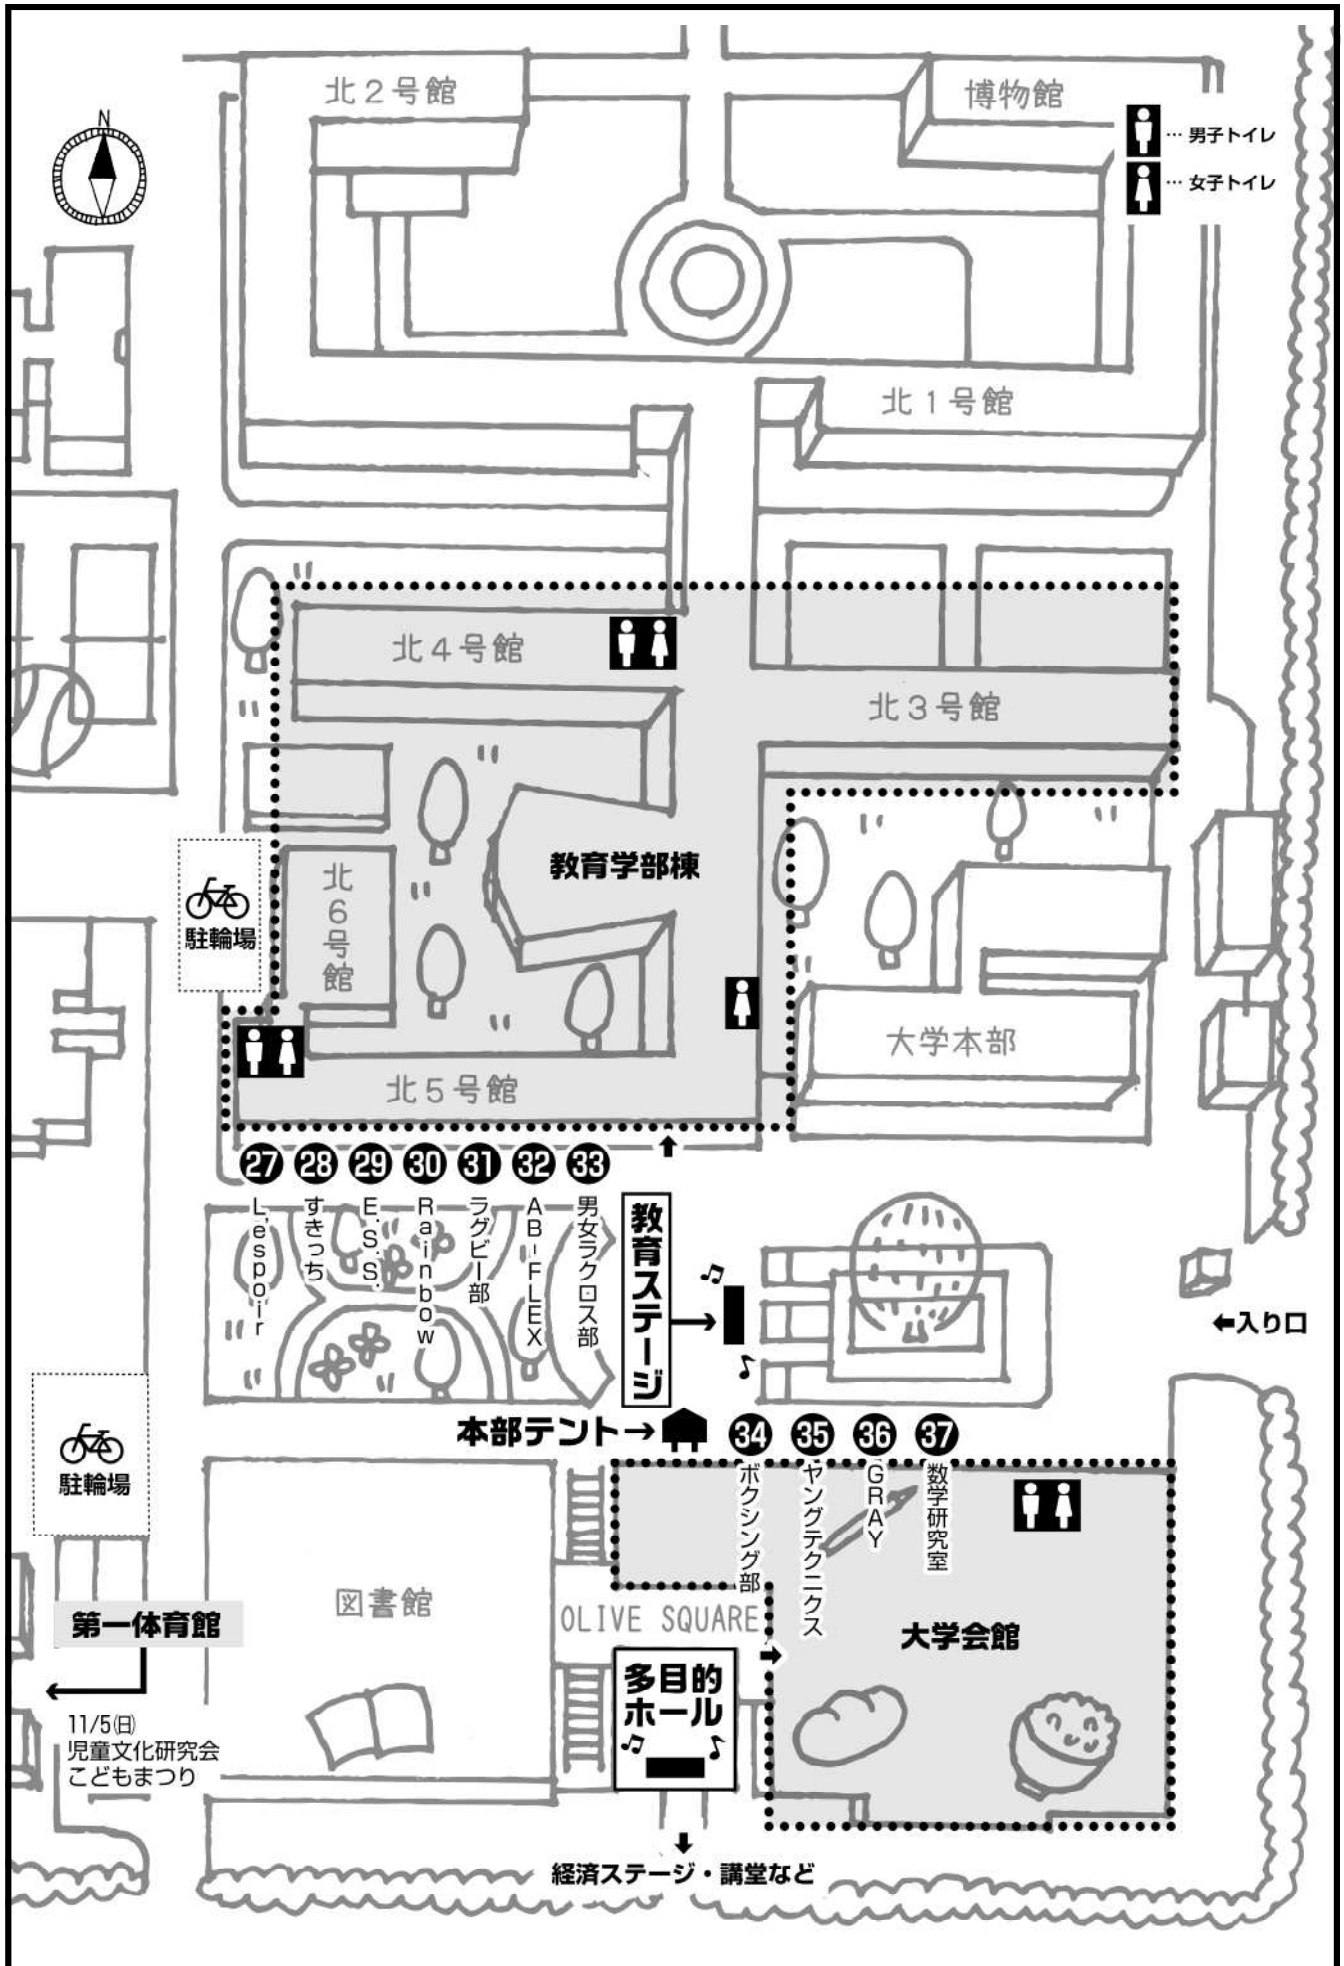 北2号館
博物館
N
… 男子トイレ
… 女子トイレ
北1号館
北4号館
北3号館
教育学部棟
北6号館
駐輪場
大学本部
北5号館
27 28 29 30 31 32 33
L'espoir
すきっち
E.S.S.
Rainbow
ラグビー部
AB-FLEX
男女ラクロス部
教育ステージ
←入り口
本部テント→
34 35 36 37
ボクシング部
ヤングテクニクス
GRAY
数学研究室
駐輪場
図書館
OLIVE SQUARE
第一体育館
大学会館
多目的
ホール
11/5(日)
児童文化研究会
こどもまつり
経済ステージ・講堂など